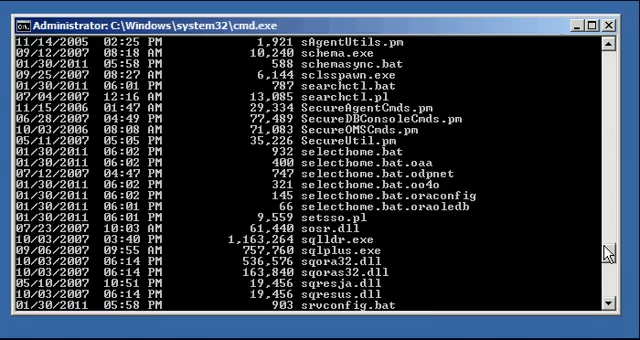 Administrator: C:\Windows\system32\cmd.exe
11/14/2005 02:25 PM 1,921 sAgentUtils.pm
09/12/2007 08:18 AM 10,240 schema.exe
01/30/2011 05:58 PM 588 schemasync.bat
09/25/2007 08:27 AM 6,144 sclsspawn.exe
01/30/2011 06:01 PM 787 searchctl.bat
07/04/2007 12:16 AM 13,085 searchctl.pl
11/15/2006 01:47 AM 29,334 SecureAgentCmds.pm
06/28/2007 04:49 PM 77,489 SecureDBConsoleCmds.pm
10/03/2006 08:08 AM 71,083 SecureOMSCmds.pm
05/11/2007 05:05 PM 35,226 SecureUtil.pm
01/30/2011 06:02 PM 932 selecthome.bat
01/30/2011 06:02 PM 400 selecthome.bat.oaa
07/12/2007 04:47 PM 747 selecthome.bat.odpnet
01/30/2011 06:02 PM 321 selecthome.bat.oo4o
01/30/2011 06:02 PM 145 selecthome.bat.oraconfig
01/30/2011 06:01 PM 66 selecthome.bat.oraoledb
01/30/2011 06:01 PM 9,559 setsso.pl
07/23/2007 10:03 AM 61,440 sosr.dll
10/03/2007 03:40 PM 1,163,264 sqlldr.exe
09/06/2007 09:55 AM 757,760 sqlplus.exe
10/03/2007 06:14 PM 536,576 sqora32.dll
10/03/2007 06:14 PM 163,840 sqoras32.dll
05/10/2007 10:51 PM 19,456 sqresja.dll
10/03/2007 06:14 PM 19,456 sqresus.dll
01/30/2011 05:58 PM 903 srvconfig.bat